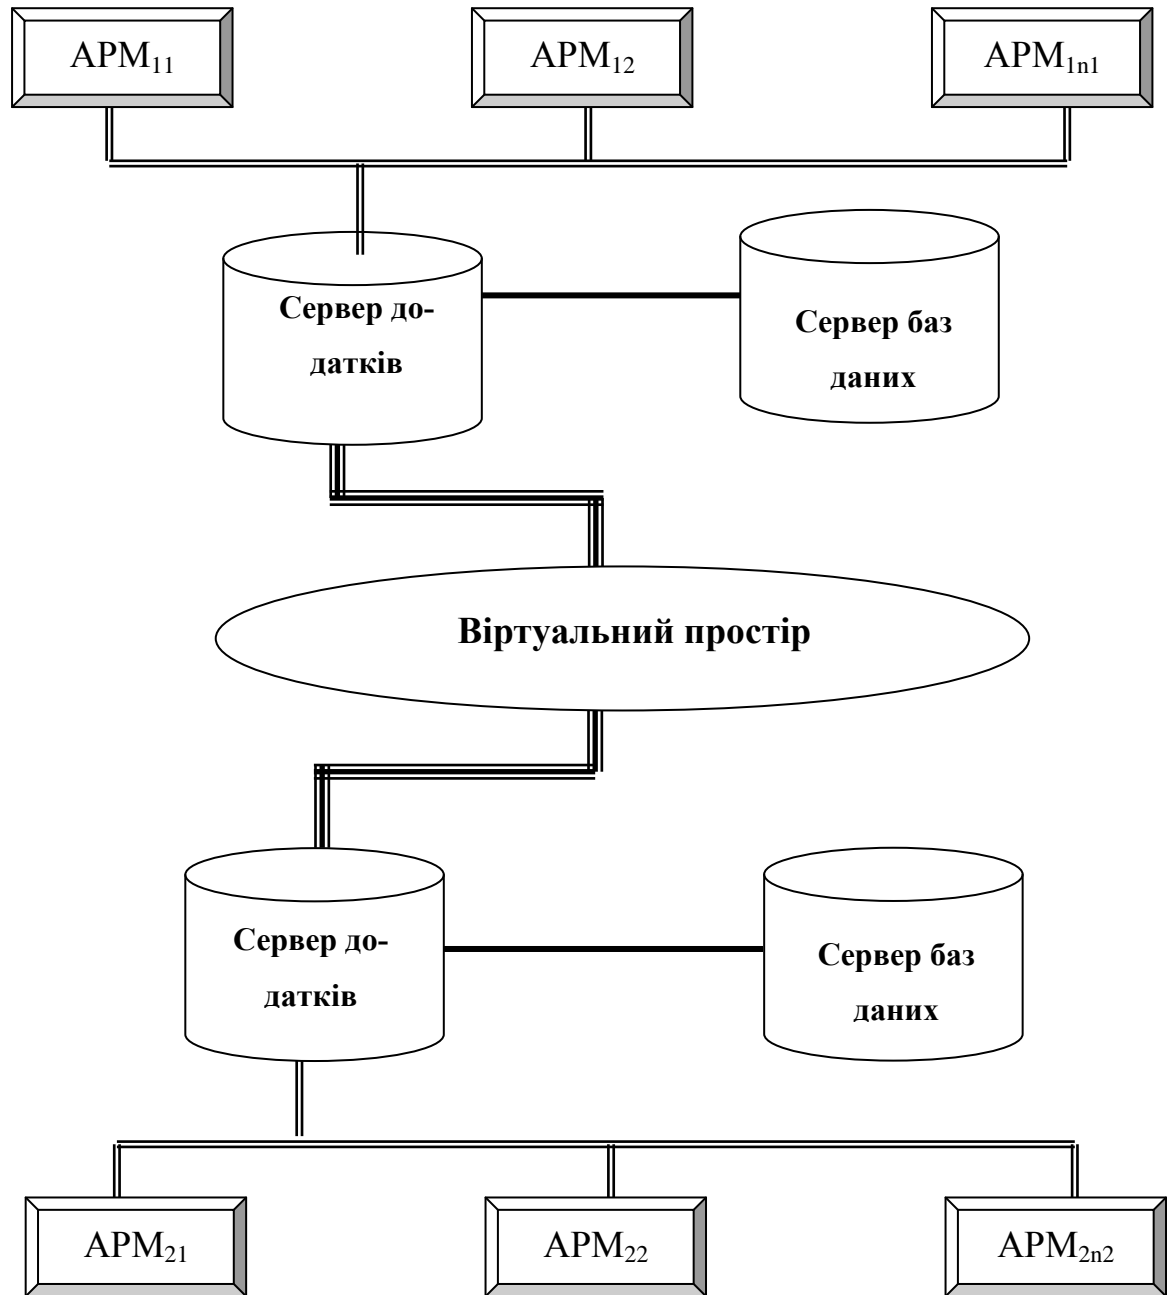 АРМ₁₁
АРМ₁₂
АРМ₁ₙ₁
Сервер до-
датків
Сервер баз
даних
Віртуальний простір
Сервер до-
датків
Сервер баз
даних
АРМ₂₁
АРМ₂₂
АРМ₂ₙ₂